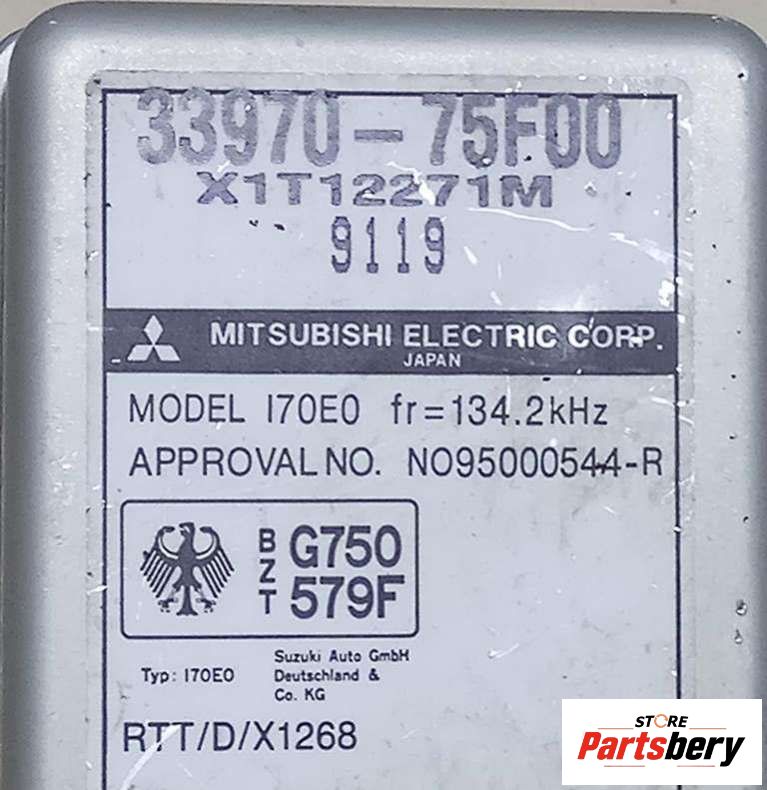 33970-75F00
X1T12271M
9119
MITSUBISHI ELECTRIC CORP.
JAPAN
MODEL I70E0 fr=134.2kHz
APPROVAL NO. NO95000544-R
BZT G750
579F
Typ: I70E0
Suzuki Auto GmbH
Deutschland &
Co. KG
RTT/D/X1268
STORE
Partsbery